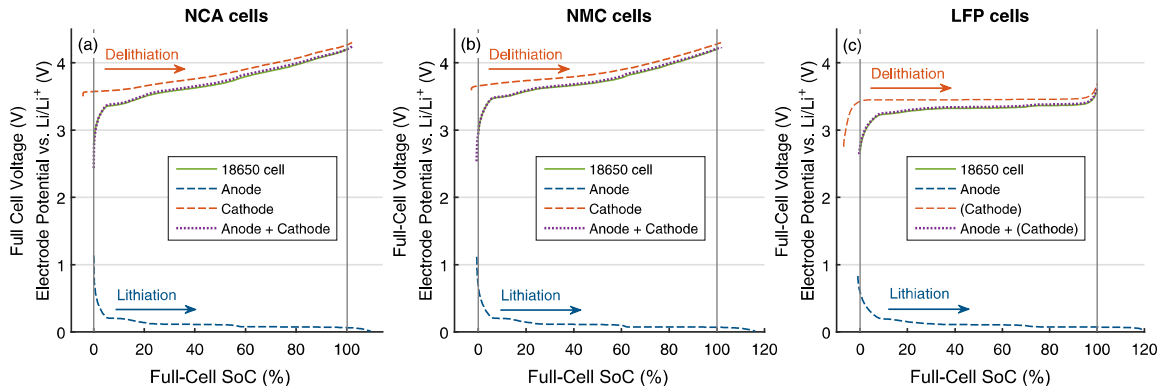 NCA cells
(a)
Delithiation
Full Cell Voltage (V)
Electrode Potential vs. Li/Li⁺ (V)
4
3
2
1
0
18650 cell
Anode
Cathode
Anode + Cathode
Lithiation
0 20 40 60 80 100
Full-Cell SoC (%)
NMC cells
(b)
Delithiation
Full-Cell Voltage (V)
Electrode Potential vs. Li/Li⁺ (V)
4
3
2
1
0
18650 cell
Anode
Cathode
Anode + Cathode
Lithiation
0 20 40 60 80 100 120
Full-Cell SoC (%)
LFP cells
(c)
Delithiation
Full-Cell Voltage (V)
Electrode Potential vs. Li/Li⁺ (V)
4
3
2
1
0
18650 cell
Anode
(Cathode)
Anode + (Cathode)
Lithiation
0 20 40 60 80 100 120
Full-Cell SoC (%)